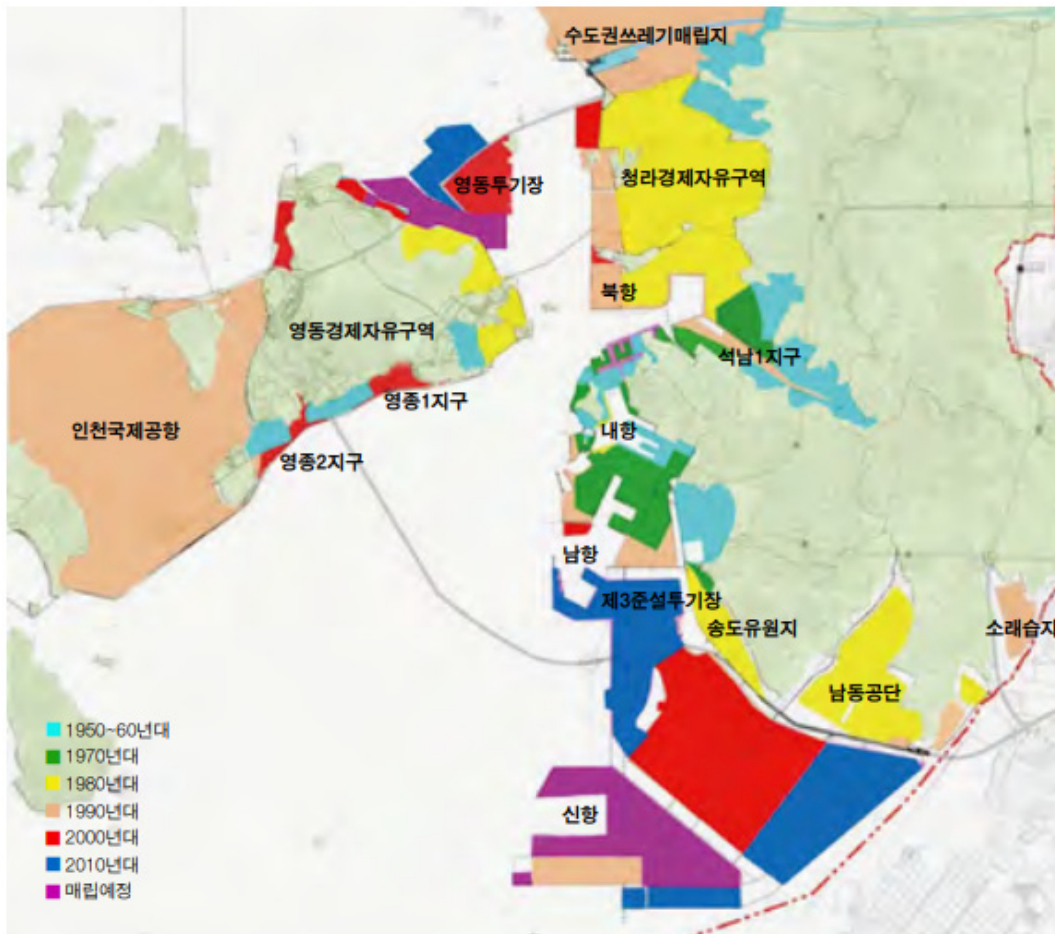 수도권쓰레기매립지
영동투기장
청라경제자유구역
북항
영동경제자유구역
석남1지구
영종1지구
인천국제공항
내항
영종2지구
남항
제3준설투기장
송도유원지
소래습지
남동공단
신항
1950~60년대
1970년대
1980년대
1990년대
2000년대
2010년대
매립예정